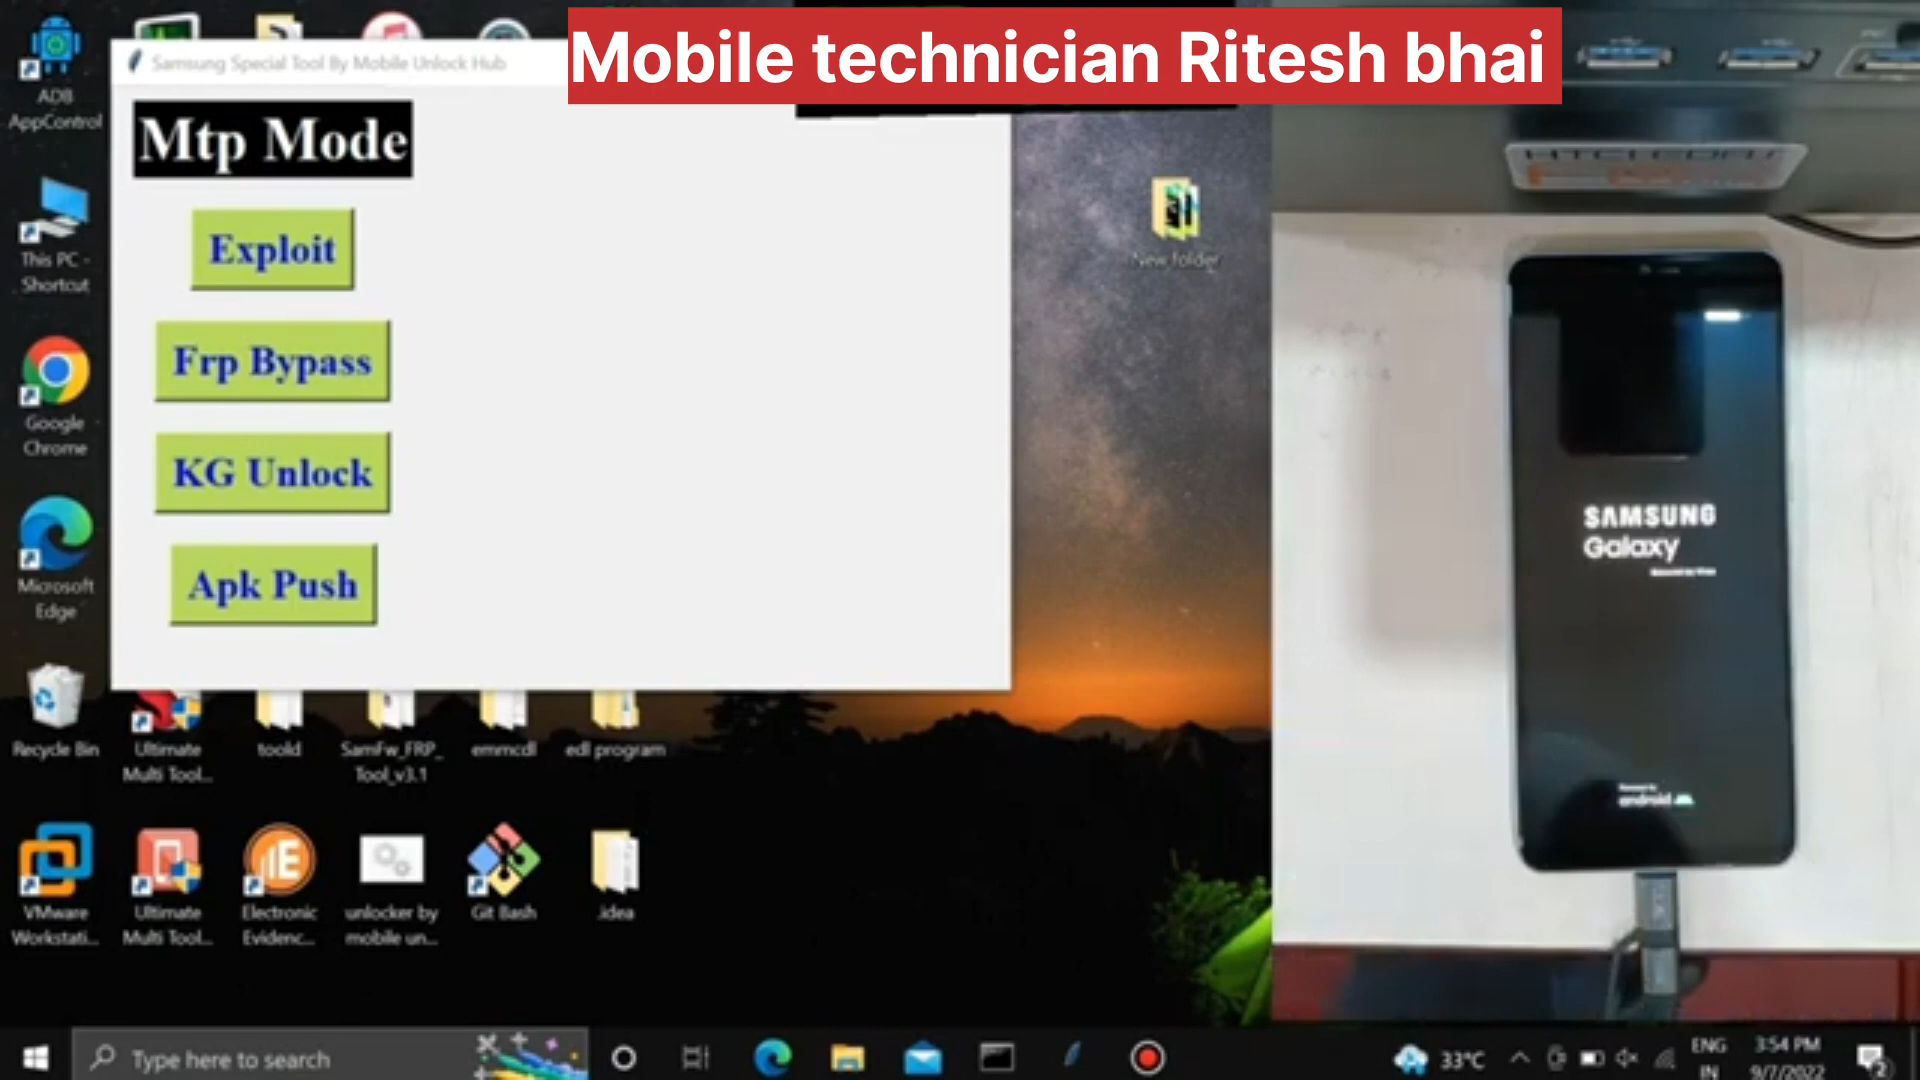 Mobile technician Ritesh bhai
Samsung Special Tool By Mobile Unlock Hub
Mtp Mode
Exploit
Frp Bypass
KG Unlock
Apk Push
ADB
AppControl
This PC -
Shortcut
Google
Chrome
Microsoft
Edge
Recycle Bin
Ultimate
Multi Tool...
toold
SamFw_FRP_
Tool_v3.1
emmcdl
edl program
VMware
Workstati...
Ultimate
Multi Tool...
Electronic
Evidenc...
unlocker by
mobile un...
Git Bash
.idea
New folder
SAMSUNG
Galaxy
android
Type here to search
33°C
ENG
IN
3:54 PM
9/7/2022
2